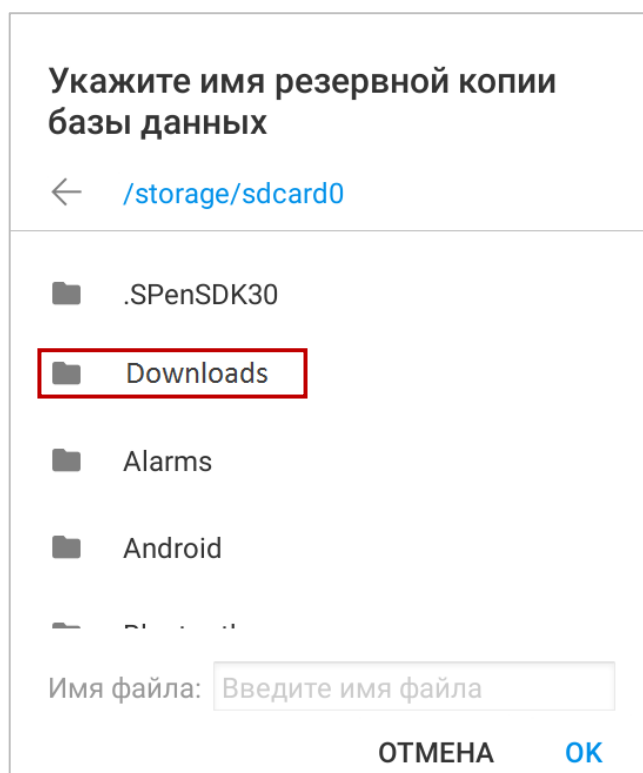 Укажите имя резервной копии
базы данных
/storage/sdcard0
.SPenSDK30
Downloads
Alarms
Android
Имя файла: Введите имя файла
ОТМЕНА OK